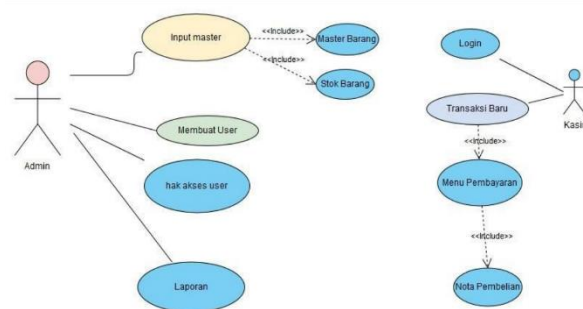 Input master
<<Include>>
Master Barang
<<Include>>
Stok Barang
Admin
Membuat User
hak akses user
Laporan
Login
Transaksi Baru
Kasir
<<Include>>
Menu Pembayaran
<<Include>>
Nota Pembelian